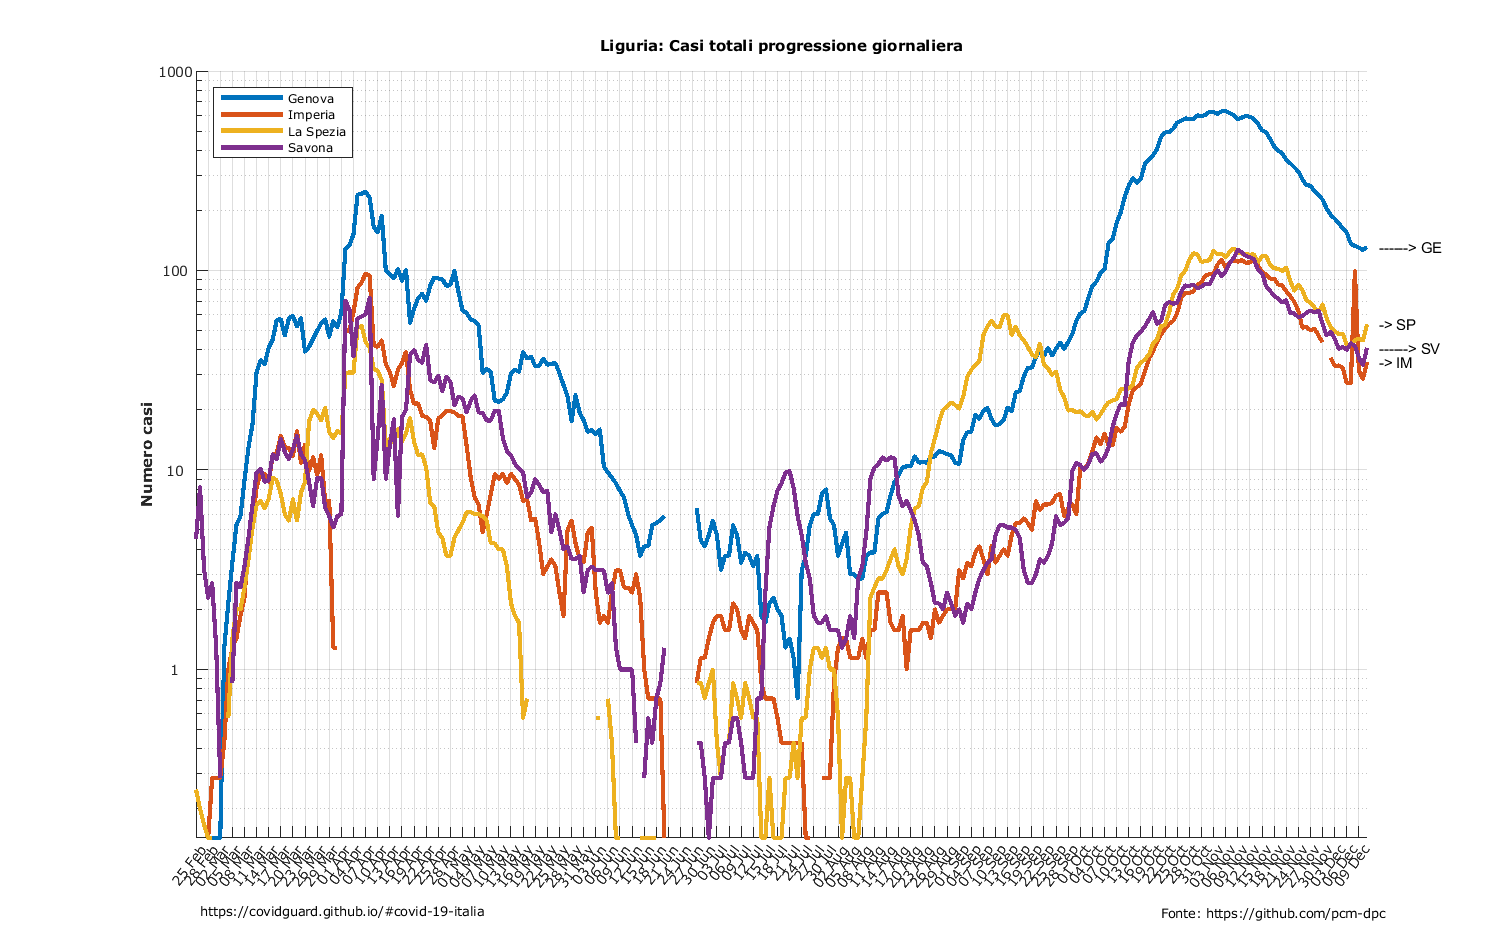 Liguria: Casi totali progressione giornaliera
1000
100
10
1
Numero casi
Genova
Imperia
La Spezia
Savona
------> GE
-> SP
------> SV
-> IM
25 Feb
28 Feb
02 Mar
05 Mar
08 Mar
11 Mar
14 Mar
20 Mar
23 Mar
26 Mar
29 Mar
01 Apr
04 Apr
07 Apr
10 Apr
13 Apr
16 Apr
19 Apr
22 Apr
25 Apr
28 Apr
01 May
04 May
07 May
10 May
13 May
16 May
19 May
22 May
25 May
28 May
31 May
03 Jun
06 Jun
09 Jun
12 Jun
15 Jun
18 Jun
21 Jun
24 Jun
27 Jun
30 Jun
03 Jul
06 Jul
09 Jul
12 Jul
15 Jul
18 Jul
21 Jul
24 Jul
27 Jul
30 Jul
02 Aug
05 Aug
08 Aug
11 Aug
14 Aug
17 Aug
20 Aug
23 Aug
26 Aug
29 Aug
01 Sep
04 Sep
07 Sep
10 Sep
13 Sep
16 Sep
19 Sep
22 Sep
25 Sep
28 Sep
01 Oct
04 Oct
07 Oct
10 Oct
13 Oct
16 Oct
19 Oct
22 Oct
25 Oct
28 Oct
31 Oct
03 Nov
06 Nov
09 Nov
12 Nov
15 Nov
18 Nov
21 Nov
24 Nov
27 Nov
30 Nov
03 Dec
06 Dec
09 Dec
https://covidguard.github.io/#covid-19-italia
Fonte: https://github.com/pcm-dpc